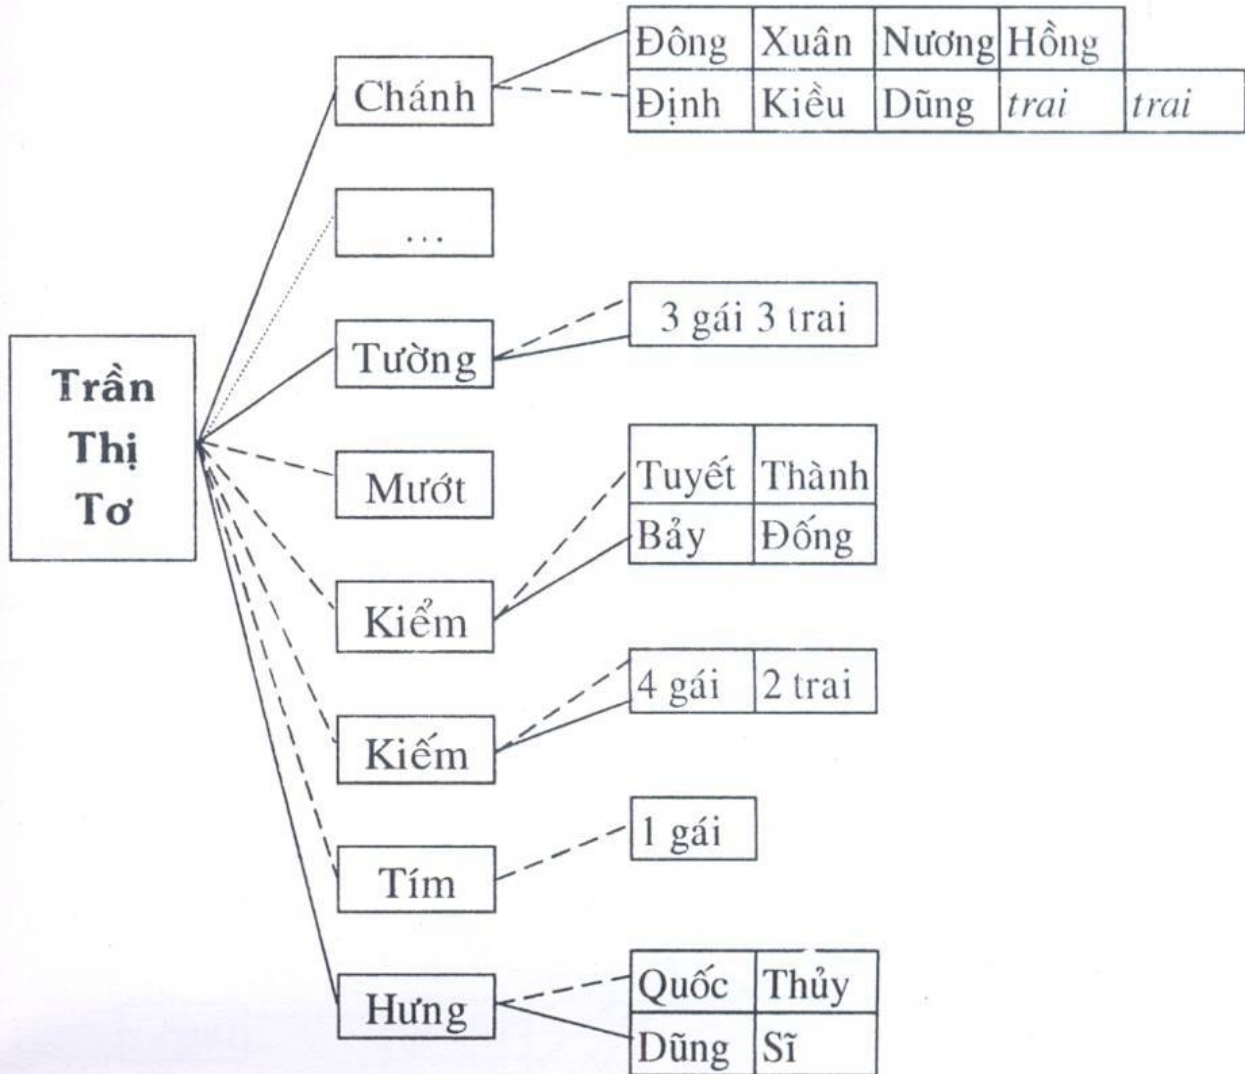 Đông Xuân Nương Hồng
Chánh
Định Kiều Dũng trai trai
...
3 gái 3 trai
Tường
Trần
Thị
Tơ
Tuyết Thành
Mướt
Bảy Đống
Kiểm
4 gái 2 trai
Kiếm
1 gái
Tím
Quốc Thủy
Hưng
Dũng Sĩ